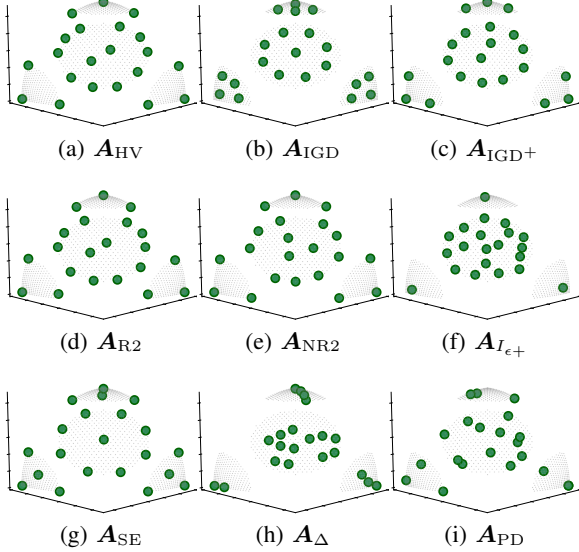 (a) A_HV (b) A_IGD (c) A_IGD+
(d) A_R2 (e) A_NR2 (f) A_Iϵ+
(g) A_SE (h) A_Δ (i) A_PD